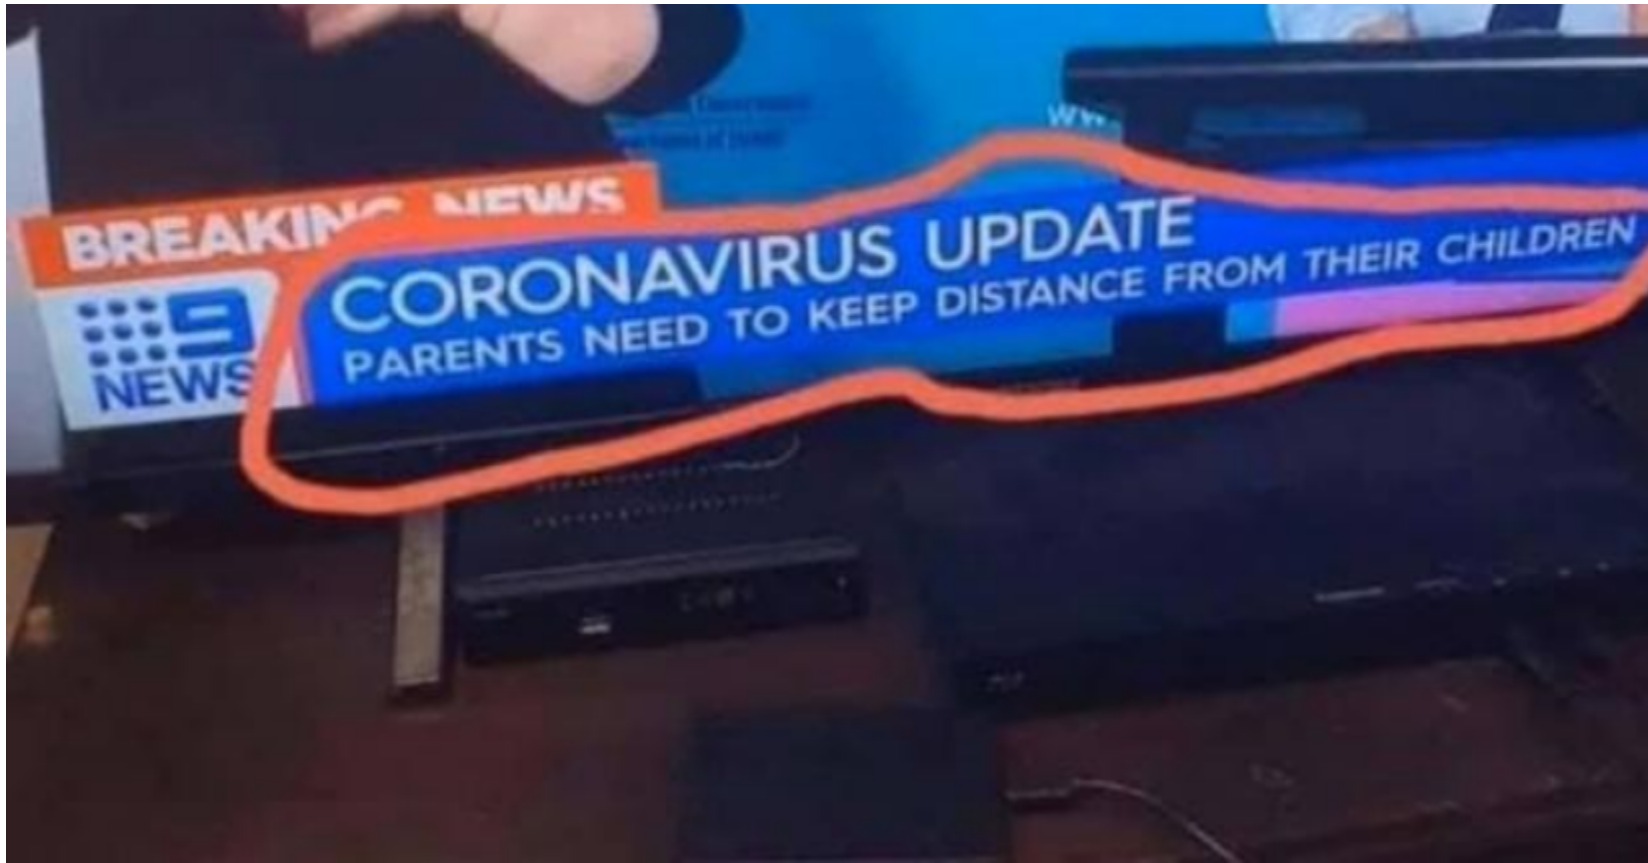 BREAKING NEWS
9
NEWS
CORONAVIRUS UPDATE
PARENTS NEED TO KEEP DISTANCE FROM THEIR CHILDREN